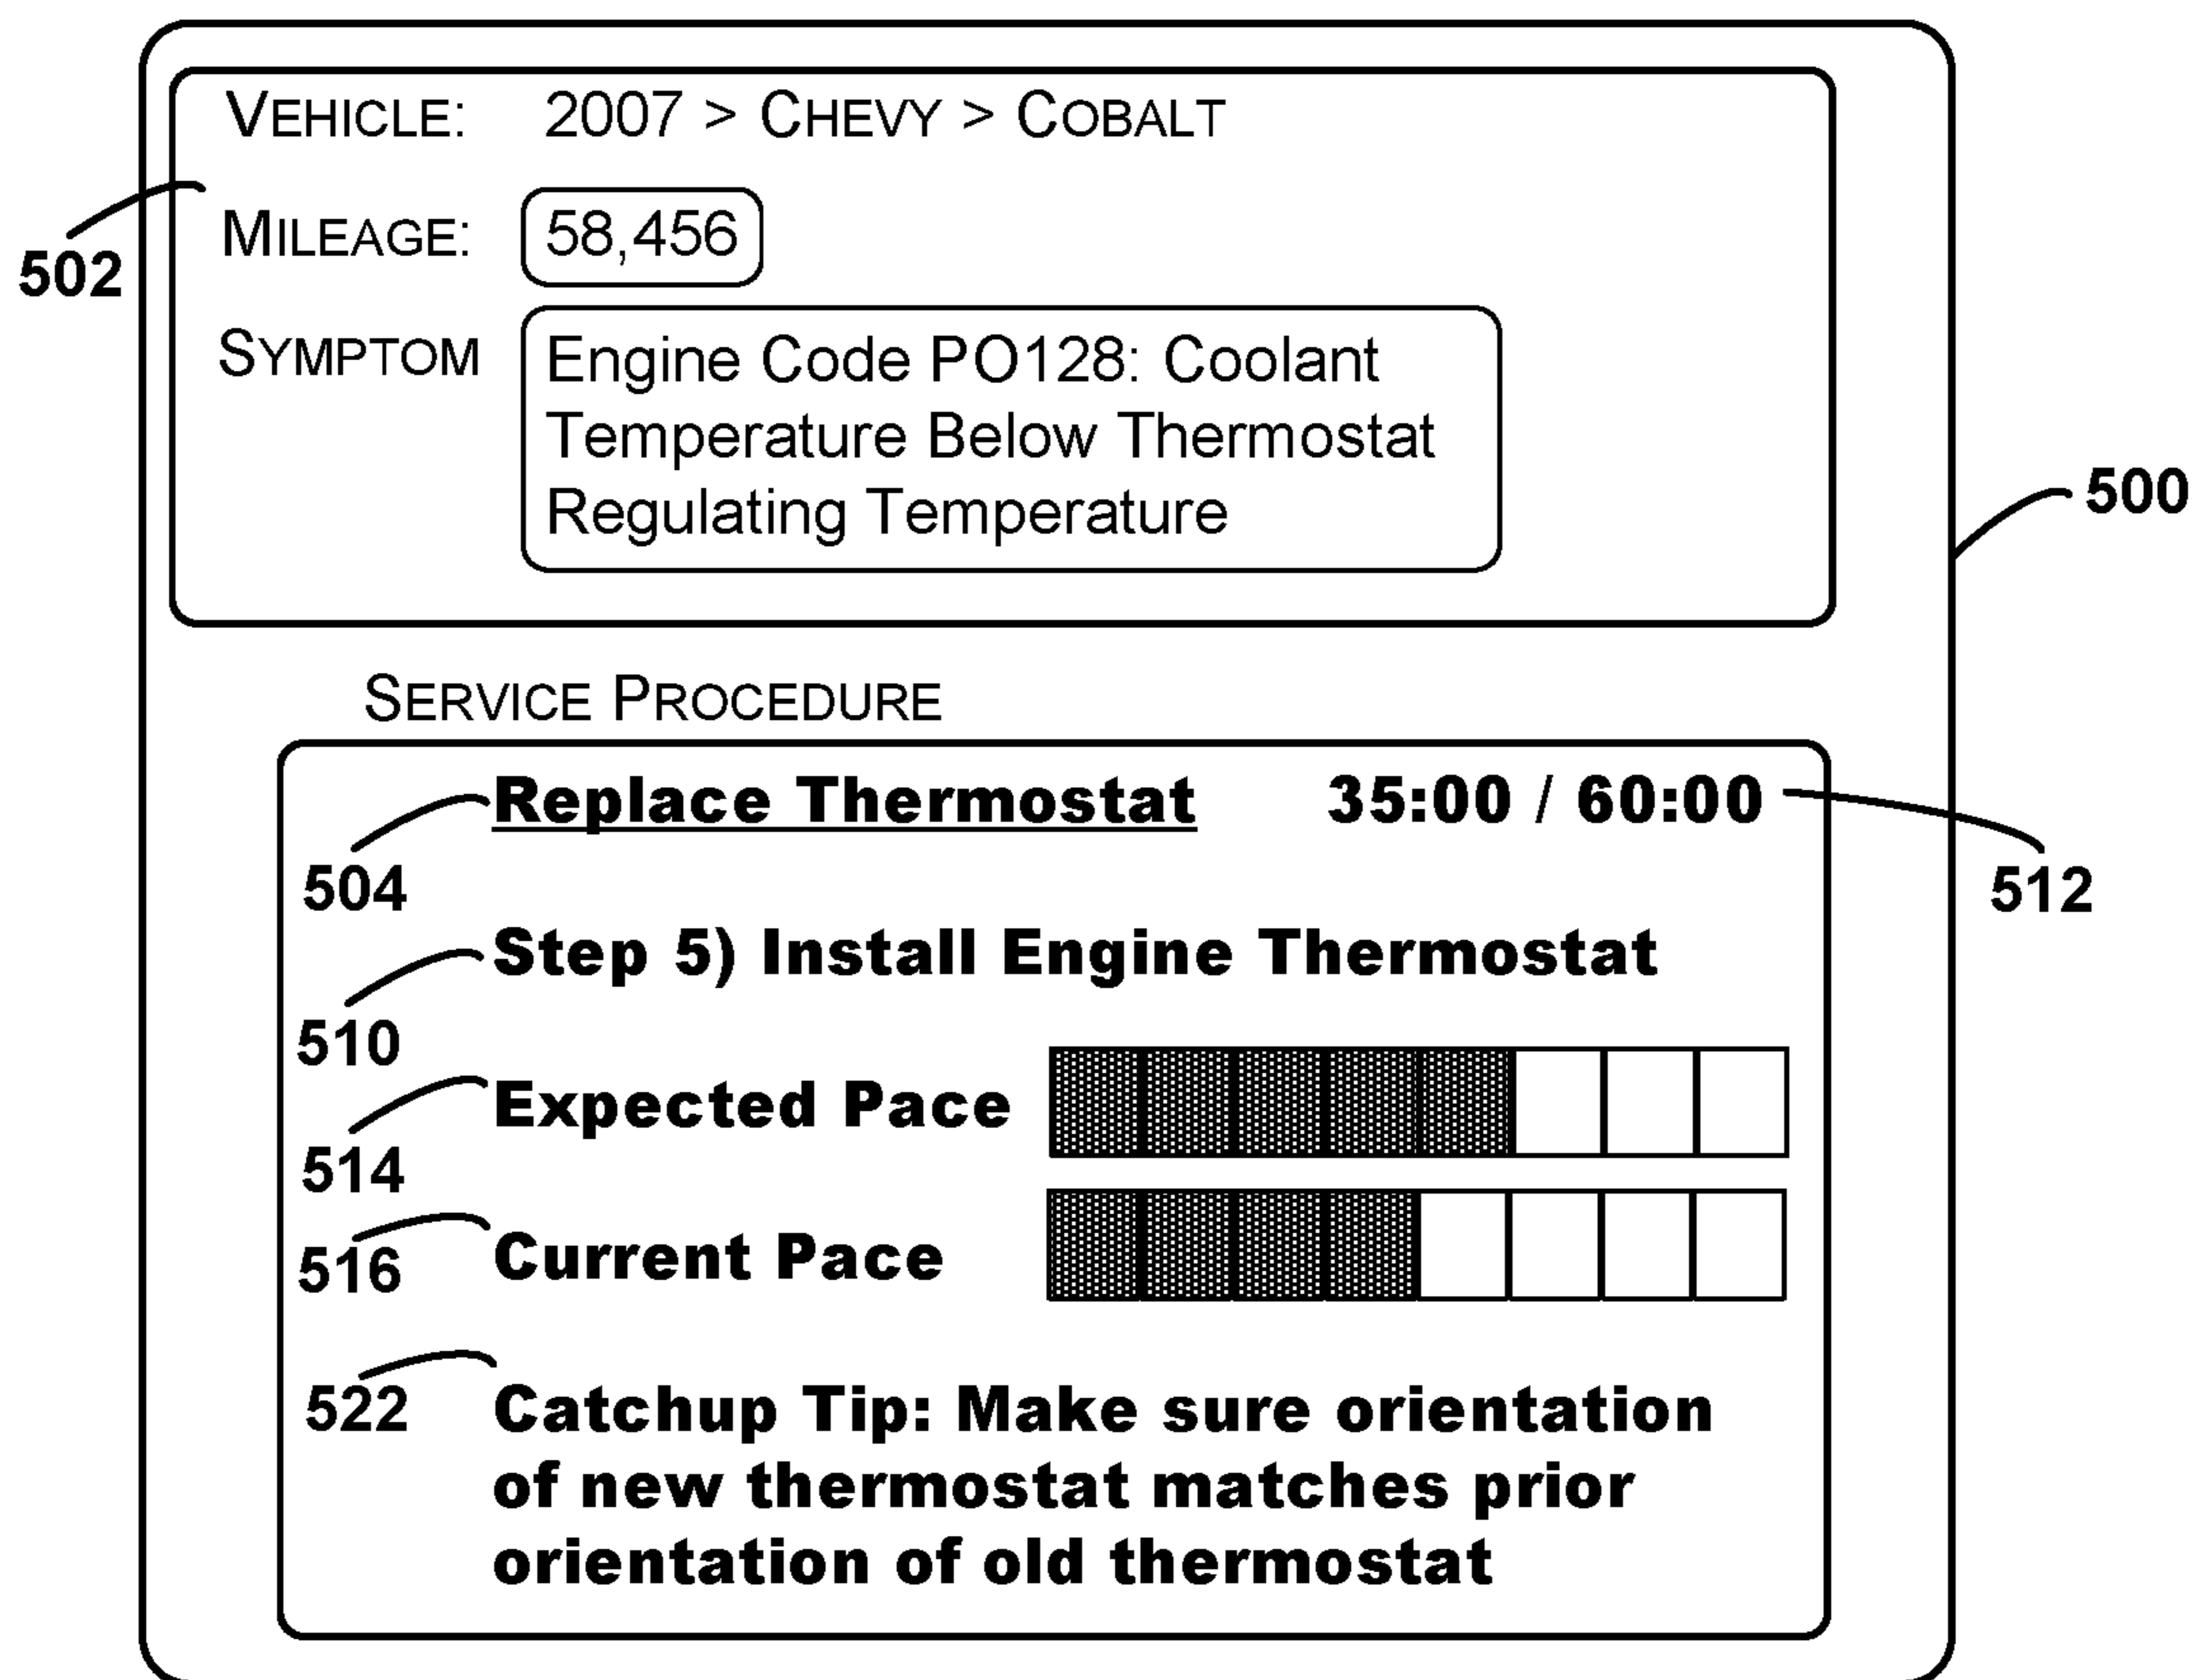 VEHICLE: 2007 > CHEVY > COBALT
502
MILEAGE: 58,456
SYMPTOM Engine Code PO128: Coolant
Temperature Below Thermostat
Regulating Temperature
500
SERVICE PROCEDURE
Replace Thermostat 35:00 / 60:00
504
512
Step 5) Install Engine Thermostat
510
Expected Pace
514
Current Pace
516
Catchup Tip: Make sure orientation
522
of new thermostat matches prior
orientation of old thermostat